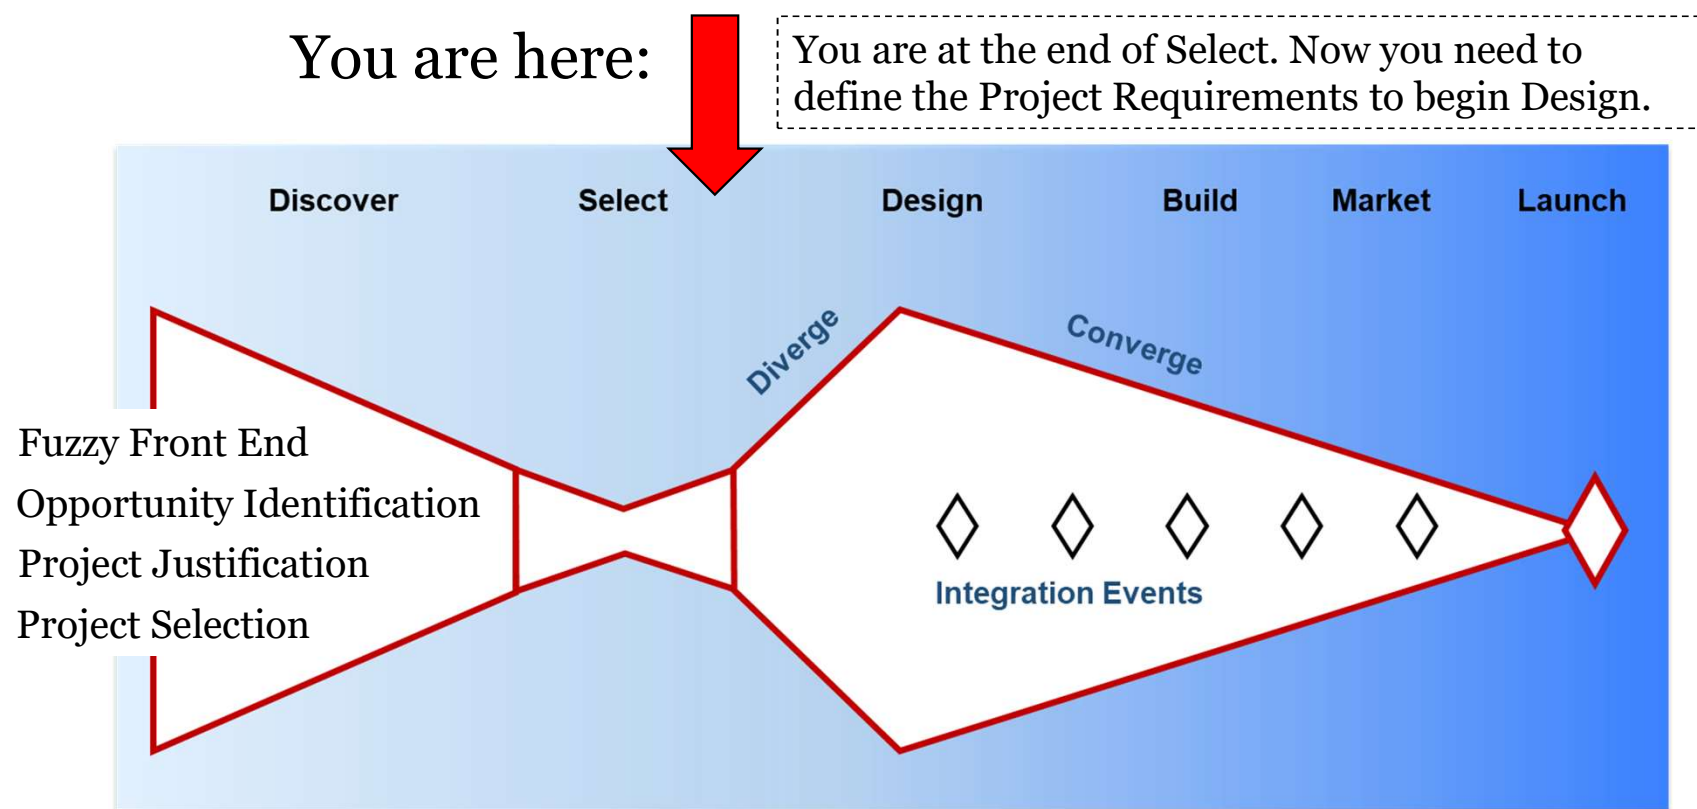 You are here:
You are at the end of Select. Now you need to
define the Project Requirements to begin Design.
Discover
Select
Design
Build
Market
Launch
Diverge
Converge
Fuzzy Front End
Opportunity Identification
Project Justification
Project Selection
Integration Events